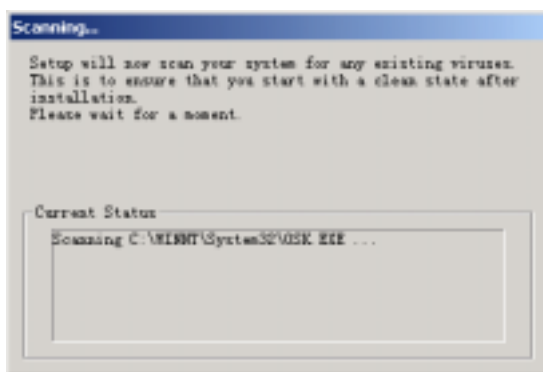 Scanning...
Setup will now scan your system for any existing viruses.
This is to ensure that you start with a clean state after
installation.
Please wait for a moment.
Current Status
Scanning C:\WINNT\System32\OSK.EXE ...